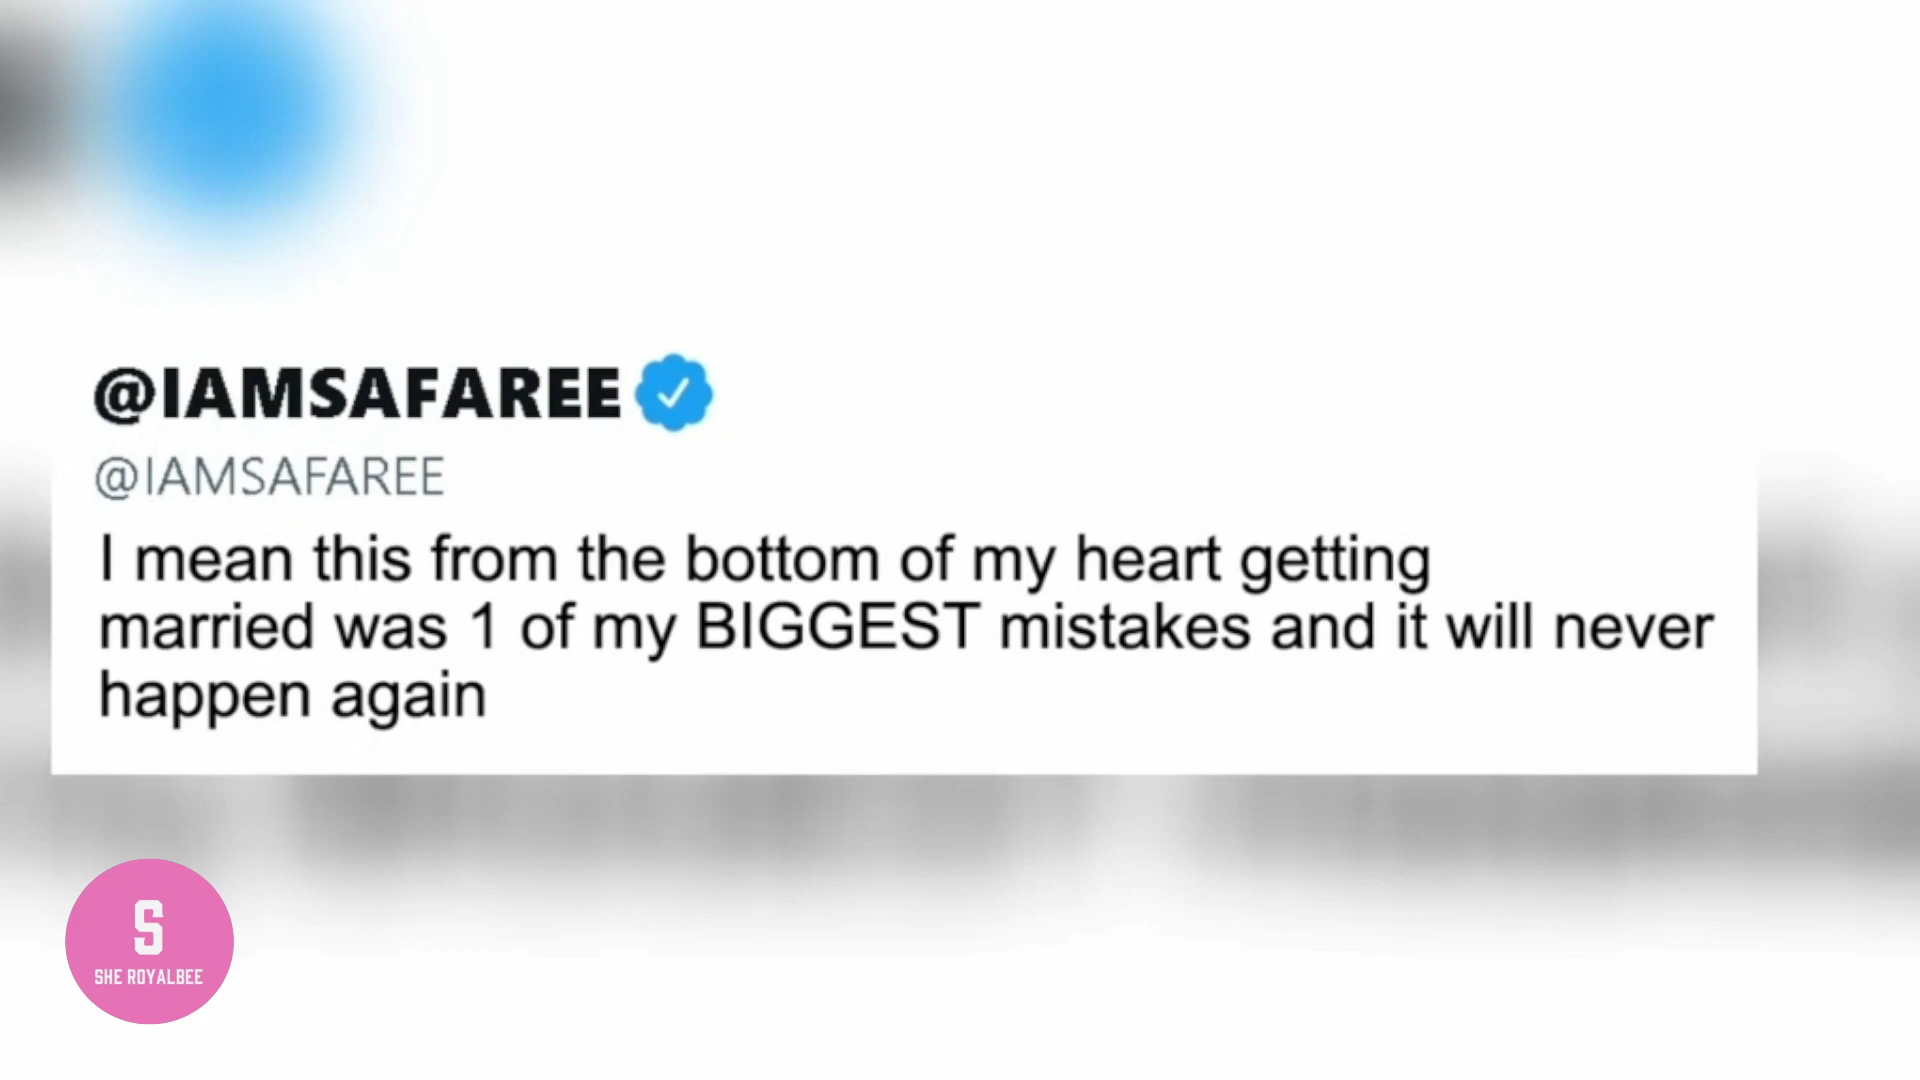 @IAMSAFAREE
@IAMSAFAREE
I mean this from the bottom of my heart getting
married was 1 of my BIGGEST mistakes and it will never
happen again
S
SHE ROYALBEE